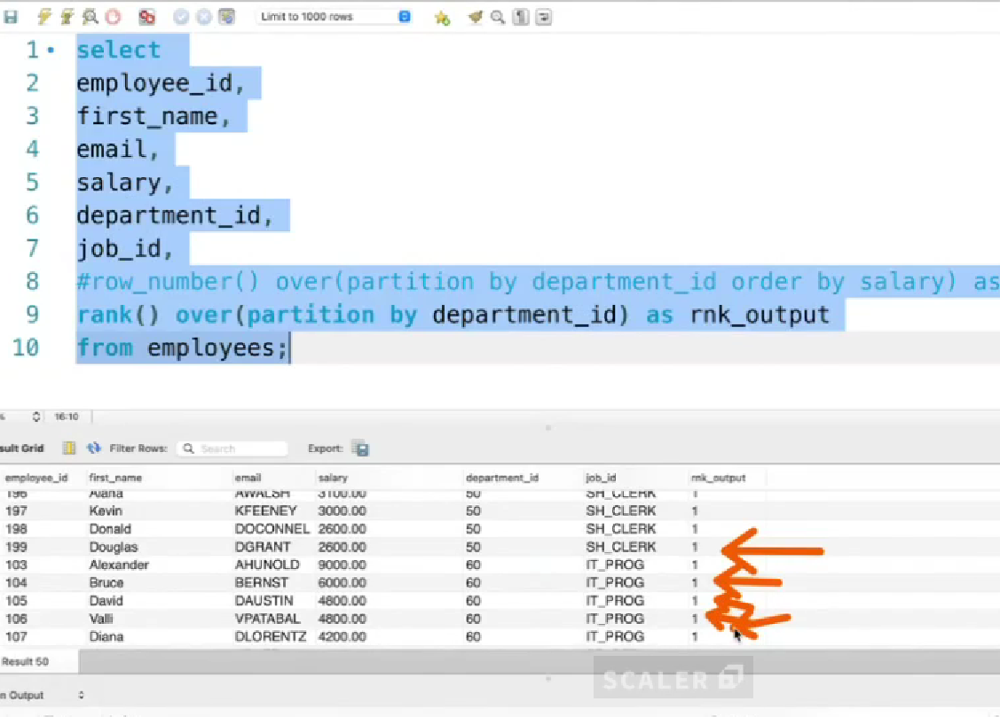 Limit to 1000 rows
1 select
2 employee_id,
3 first_name,
4 email,
5 salary,
6 department_id,
7 job_id,
8 #row_number() over(partition by department_id order by salary) as
9 rank() over(partition by department_id) as rnk_output
10 from employees;
% 16:10
sult Grid Filter Rows: Search Export:
employee_id first_name email salary department_id job_id rnk_output
196 Alana AWALSH 3100.00 50 SH_CLERK 1
197 Kevin KFEENEY 3000.00 50 SH_CLERK 1
198 Donald DOCONNEL 2600.00 50 SH_CLERK 1
199 Douglas DGRANT 2600.00 50 SH_CLERK 1
103 Alexander AHUNOLD 9000.00 60 IT_PROG 1
104 Bruce BERNST 6000.00 60 IT_PROG 1
105 David DAUSTIN 4800.00 60 IT_PROG 1
106 Valli VPATABAL 4800.00 60 IT_PROG 1
107 Diana DLORENTZ 4200.00 60 IT_PROG 1
Result 50
SCALER
n Output